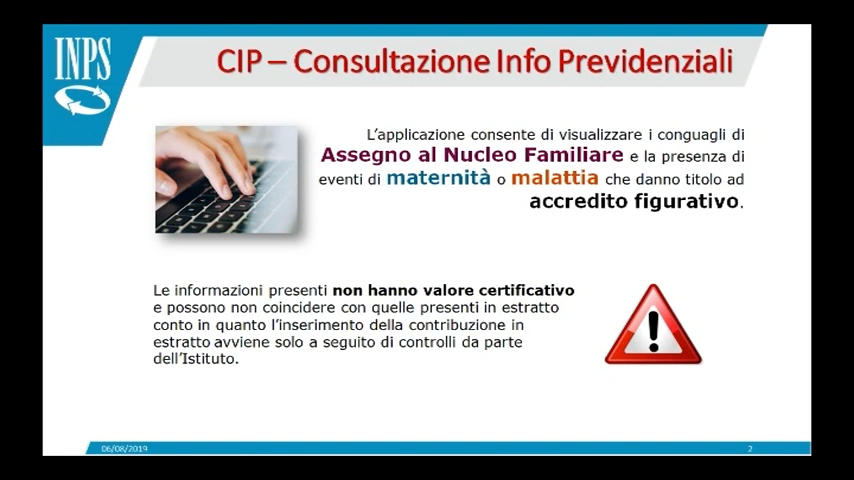 INPS
CIP – Consultazione Info Previdenziali
L'applicazione consente di visualizzare i conguagli di
Assegno al Nucleo Familiare e la presenza di
eventi di maternità o malattia che danno titolo ad
accredito figurativo.
Le informazioni presenti non hanno valore certificativo
e possono non coincidere con quelle presenti in estratto
conto in quanto l'inserimento della contribuzione in
estratto avviene solo a seguito di controlli da parte
dell'Istituto.
06/08/2019
2